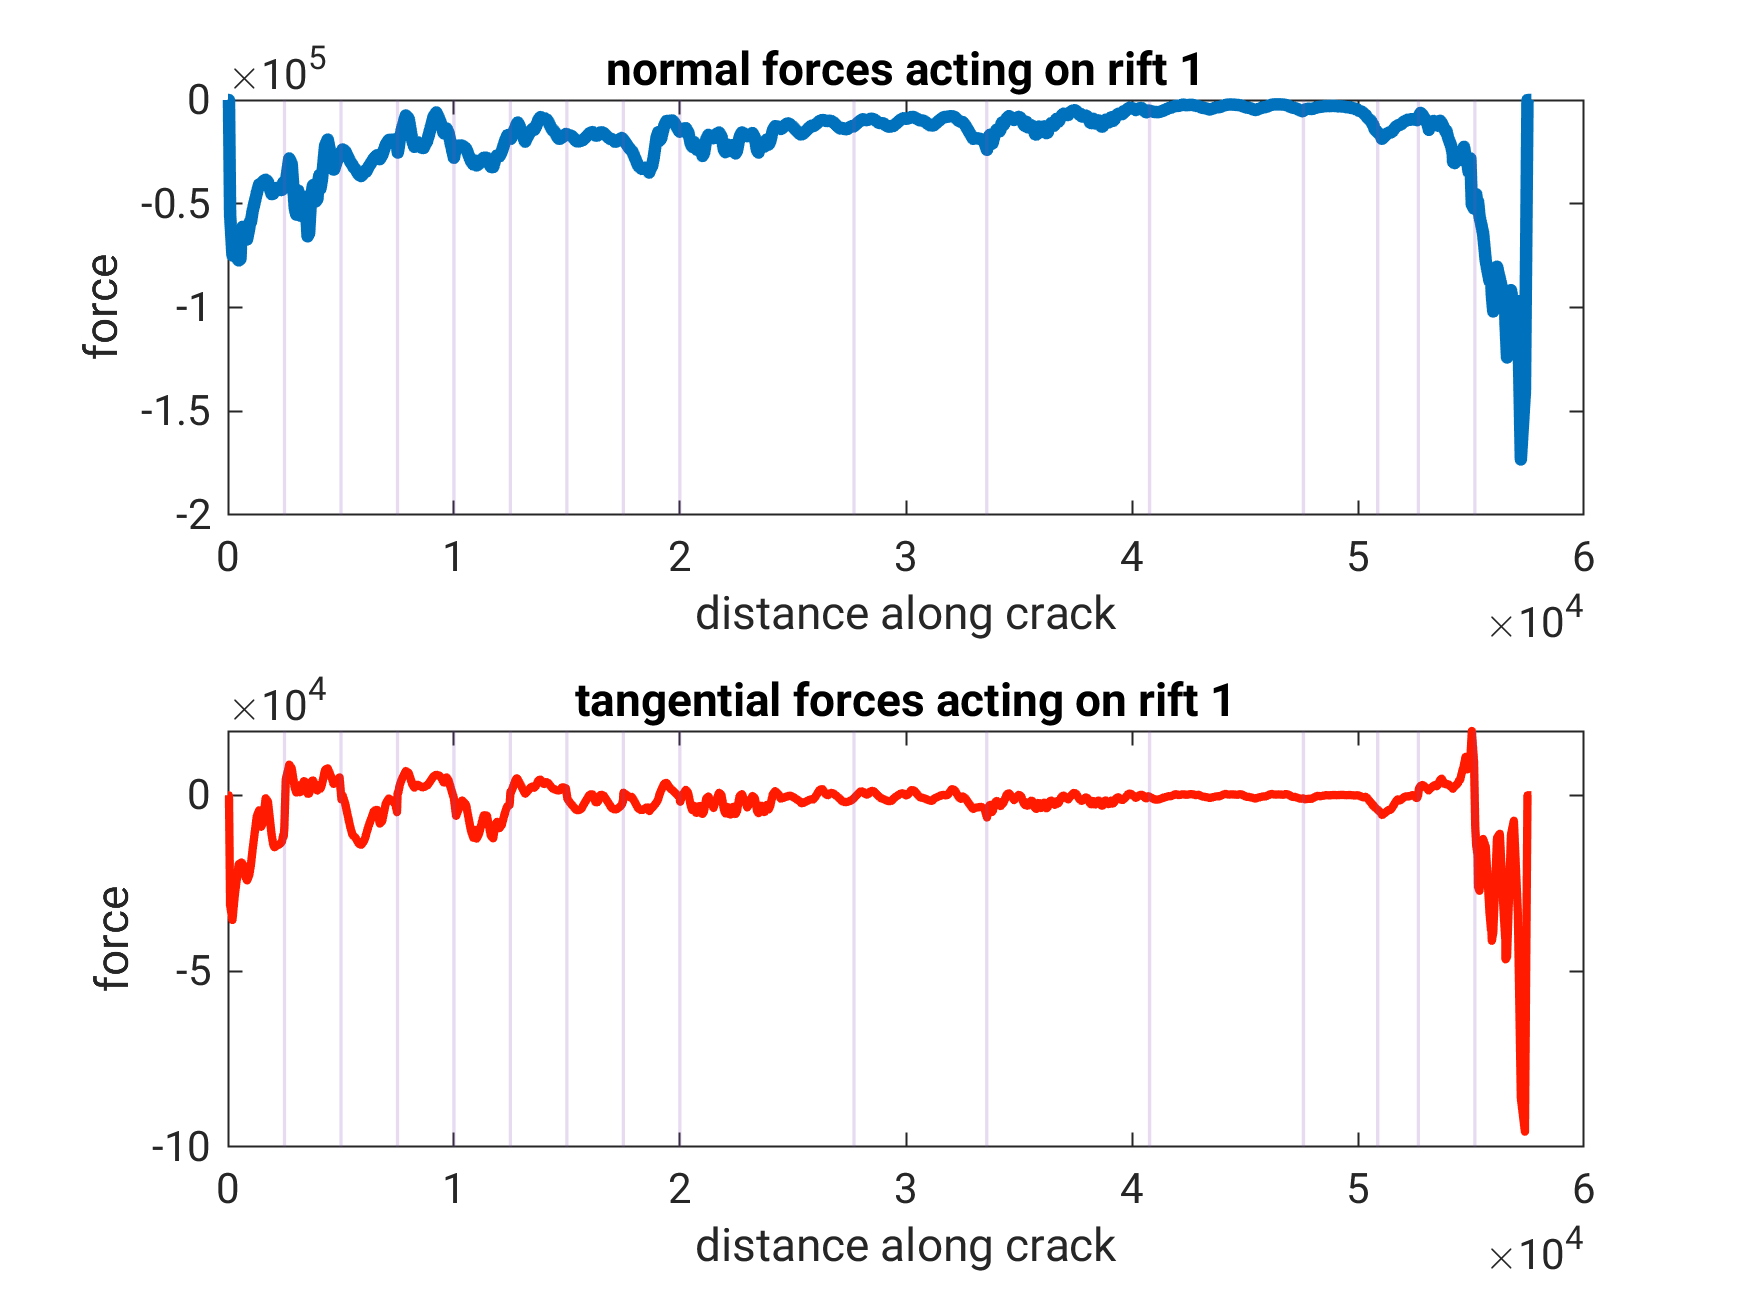 ×10^5
normal forces acting on rift 1
0
-0.5
-1
-1.5
-2
force
0 1 2 3 4 5 6
distance along crack
×10^4
×10^4
tangential forces acting on rift 1
0
-5
-10
force
0 1 2 3 4 5 6
distance along crack
×10^4